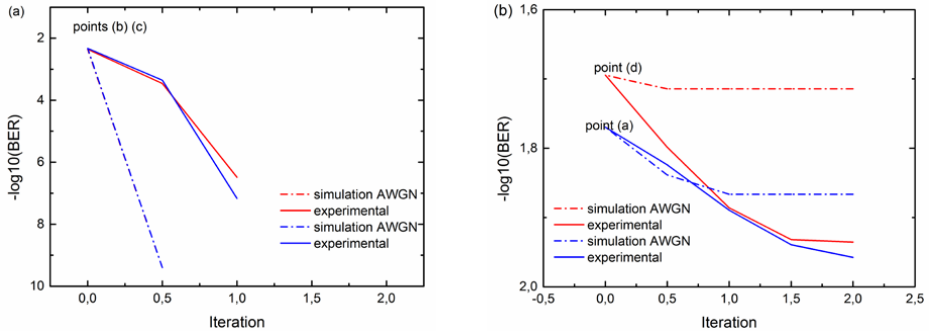 (a)
points (b) (c)
2
4
6
8
10
-log10(BER)
simulation AWGN
experimental
simulation AWGN
experimental
0,0 0,5 1,0 1,5 2,0
Iteration
(b)
1,6
1,8
2,0
-log10(BER)
point (d)
point (a)
simulation AWGN
experimental
simulation AWGN
experimental
-0,5 0,0 0,5 1,0 1,5 2,0 2,5
Iteration